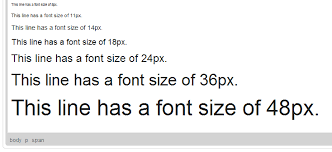 This line has a font size of 8px.
This line has a font size of 11px.
This line has a font size of 14px.
This line has a font size of 18px.
This line has a font size of 24px.
This line has a font size of 36px.
This line has a font size of 48px.
body p span